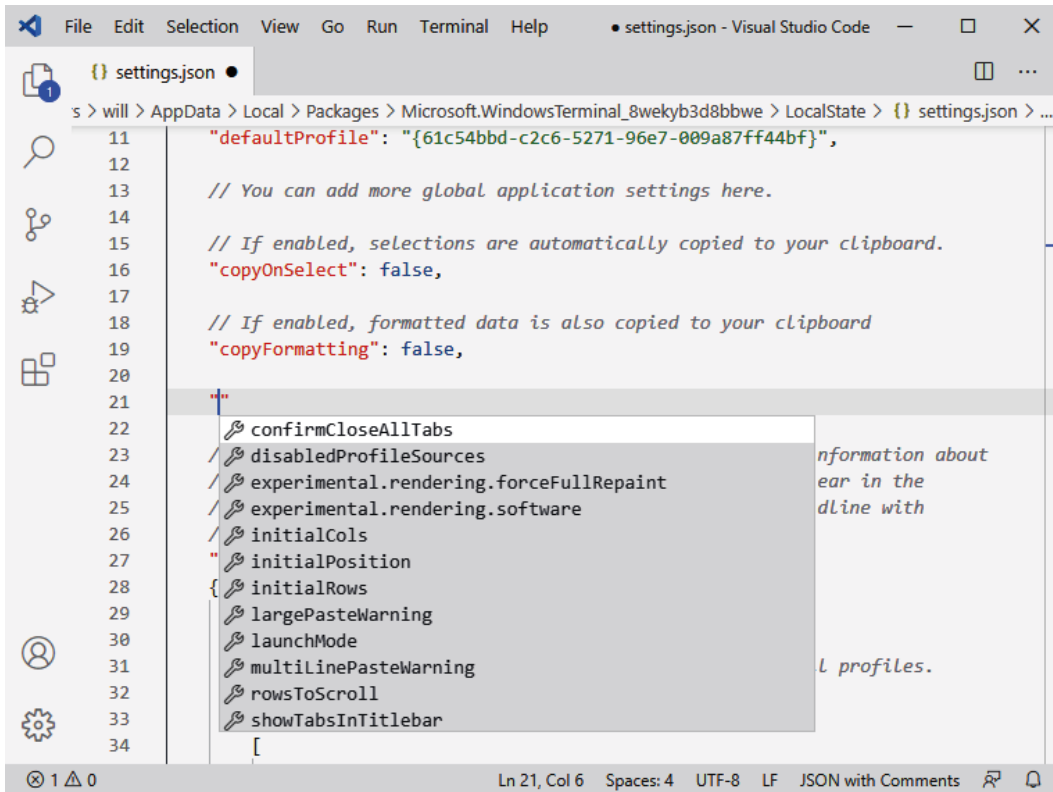 File Edit Selection View Go Run Terminal Help ● settings.json - Visual Studio Code
1
{} settings.json ●
's > will > AppData > Local > Packages > Microsoft.WindowsTerminal_8wekyb3d8bbwe > LocalState > {} settings.json > ...
11 "defaultProfile": "{61c54bbd-c2c6-5271-96e7-009a87ff44bf}",
12
13 // You can add more global application settings here.
14
15 // If enabled, selections are automatically copied to your clipboard.
16 "copyOnSelect": false,
17
18 // If enabled, formatted data is also copied to your clipboard
19 "copyFormatting": false,
20
21 ""
22 confirmCloseAllTabs
23 / disabledProfileSources nformation about
24 / experimental.rendering.forceFullRepaint ear in the
25 / experimental.rendering.software dline with
26 / initialCols
27 " initialPosition
28 { initialRows
29 largePasteWarning
30 launchMode
31 multiLinePasteWarning l profiles.
32 rowsToScroll
33 showTabsInTitlebar
34 [
1 0 Ln 21, Col 6 Spaces: 4 UTF-8 LF JSON with Comments